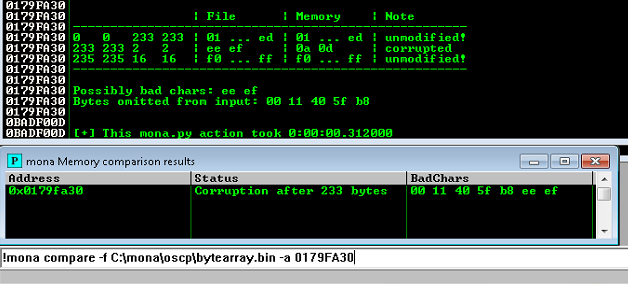 0179FA30
0179FA30 | File | Memory | Note
0179FA30 -----------------------------------------------
0179FA30 0 0 233 233 | 01 ... ed | 01 ... ed | unmodified!
0179FA30 233 233 2 2 | ee ef | 0a 0d | corrupted
0179FA30 235 235 16 16 | f0 ... ff | f0 ... ff | unmodified!
0179FA30 -----------------------------------------------
0179FA30
0179FA30 Possibly bad chars: ee ef
0179FA30 Bytes omitted from input: 00 11 40 5f b8
0179FA30
0BADF00D
0BADF00D [+] This mona.py action took 0:00:00.312000
P mona Memory comparison results
Address Status BadChars
0x0179fa30 Corruption after 233 bytes 00 11 40 5f b8 ee ef
!mona compare -f C:\mona\oscp\bytearray.bin -a 0179FA30